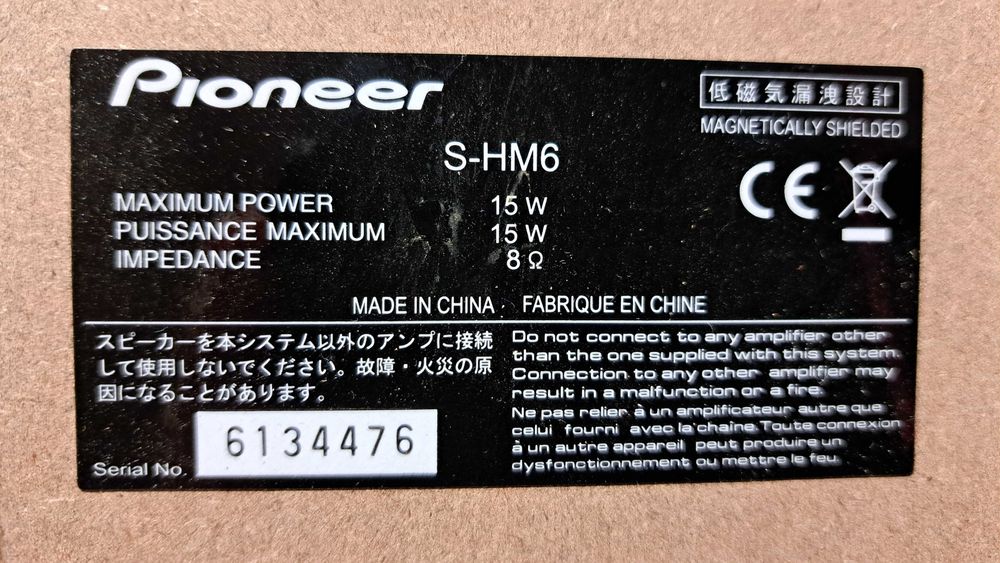 Pioneer
低磁気漏洩設計
MAGNETICALLY SHIELDED
S-HM6
CE
MAXIMUM POWER 15 W
PUISSANCE MAXIMUM 15 W
IMPEDANCE 8 Ω
MADE IN CHINA FABRIQUE EN CHINE
スピーカーを本システム以外のアンプに接続
して使用しないでください。故障・火災の原
因になることがあります。
Do not connect to any amplifier other
than the one supplied with this system.
Connection to any other amplifier may
result in a malfunction or a fire.
Ne pas relier à un amplificateur autre que
celui fourni avec la chaîne. Toute connexion
à un autre appareil peut produire un
dysfonctionnement ou mettre le feu.
Serial No. 6134476